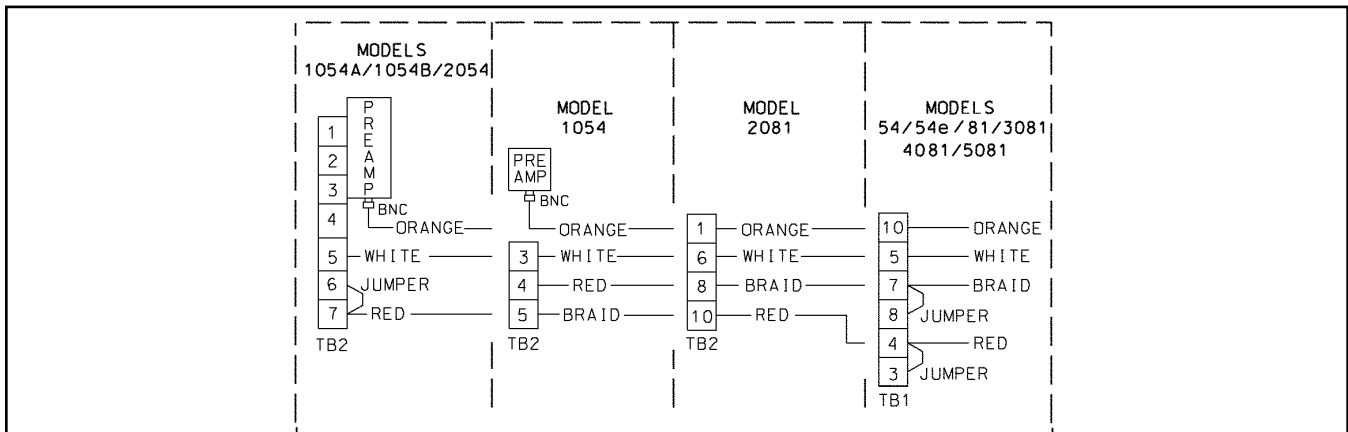 MODELS
1054A/1054B/2054
PREAMP
1
2
3
4
5
6
7
BNC
ORANGE
WHITE
JUMPER
RED
TB2
MODEL
1054
PRE
AMP
BNC
ORANGE
3 WHITE
4 RED
5 BRAID
TB2
MODEL
2081
1 ORANGE
6 WHITE
8 BRAID
10 RED
TB2
MODELS
54/54e/81/3081
4081/5081
10 ORANGE
5 WHITE
7 BRAID
8 JUMPER
4 RED
3 JUMPER
TB1